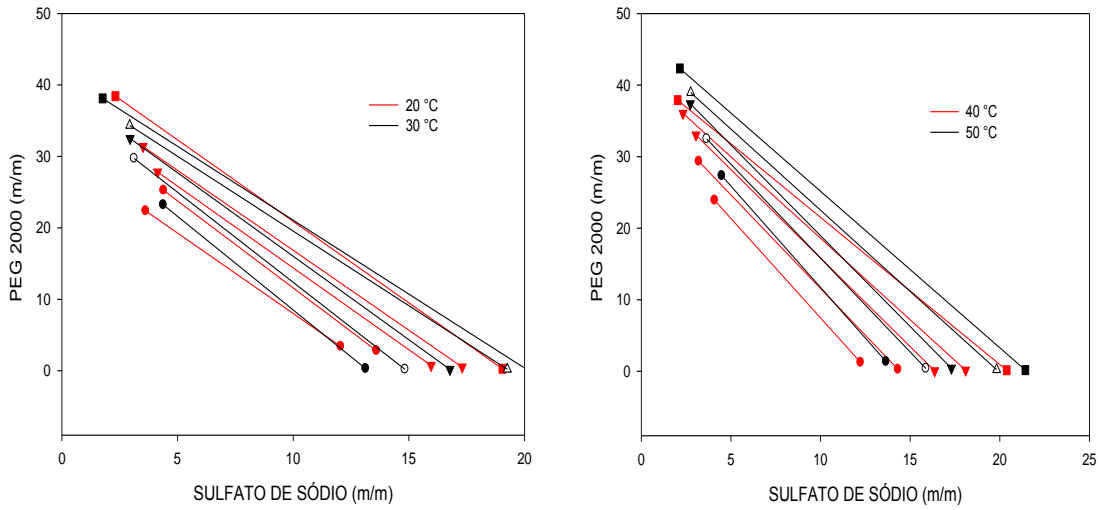 50
40
30
20
10
0
PEG 2000 (m/m)
20 °C
30 °C
0 5 10 15 20
SULFATO DE SÓDIO (m/m)
50
40
30
20
10
0
PEG 2000 (m/m)
40 °C
50 °C
0 5 10 15 20 25
SULFATO DE SÓDIO (m/m)